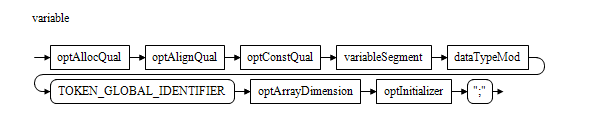 variable
optAllocQual optAlignQual optConstQual variableSegment dataTypeMod
TOKEN_GLOBAL_IDENTIFIER optArrayDimension optInitializer ";"